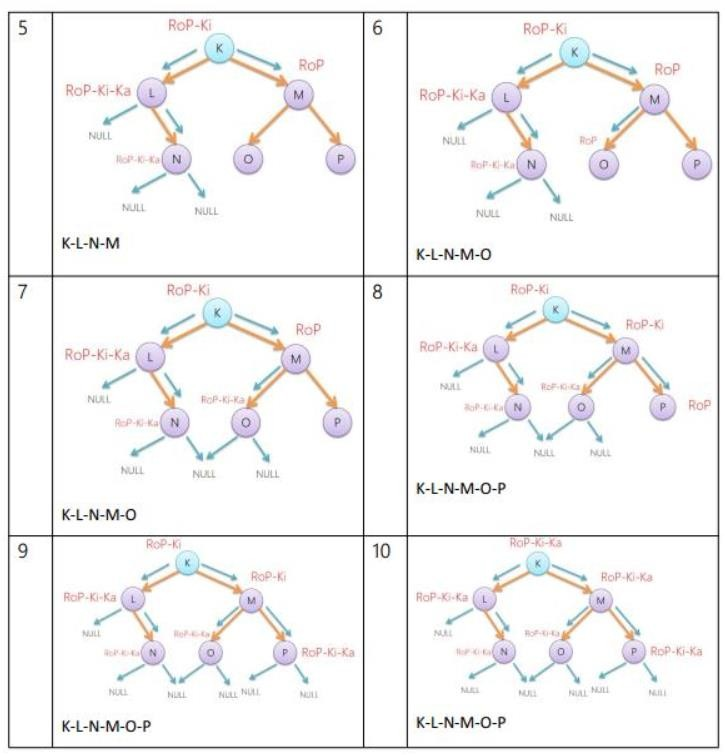 5
RoP-Ki
K
RoP
RoP-Ki-Ka
L
M
NULL
RoP-Ki-Ka
N
O
P
NULL
NULL
K-L-N-M
6
RoP-Ki
K
RoP
RoP-Ki-Ka
L
M
NULL
RoP
RoP-Ki-Ka
N
O
P
NULL
NULL
K-L-N-M-O
7
RoP-Ki
K
RoP
RoP-Ki-Ka
L
M
NULL
RoP-Ki-Ka
RoP-Ki-Ka
N
O
P
NULL
NULL
NULL
K-L-N-M-O
8
RoP-Ki
K
RoP-Ki
RoP-Ki-Ka
L
M
NULL
RoP-Ki-Ka
RoP-Ki-Ka
N
O
P
RoP
NULL
NULL
NULL
K-L-N-M-O-P
9
RoP-Ki
K
RoP-Ki
RoP-Ki-Ka
L
M
NULL
RoP-Ki-Ka
RoP-Ki-Ka
N
O
P
RoP-Ki-Ka
NULL
NULL
NULL
NULL
NULL
K-L-N-M-O-P
10
RoP-Ki-Ka
K
RoP-Ki-Ka
RoP-Ki-Ka
L
M
NULL
RoP-Ki-Ka
RoP-Ki-Ka
N
O
P
RoP-Ki-Ka
NULL
NULL
NULL
NULL
NULL
K-L-N-M-O-P